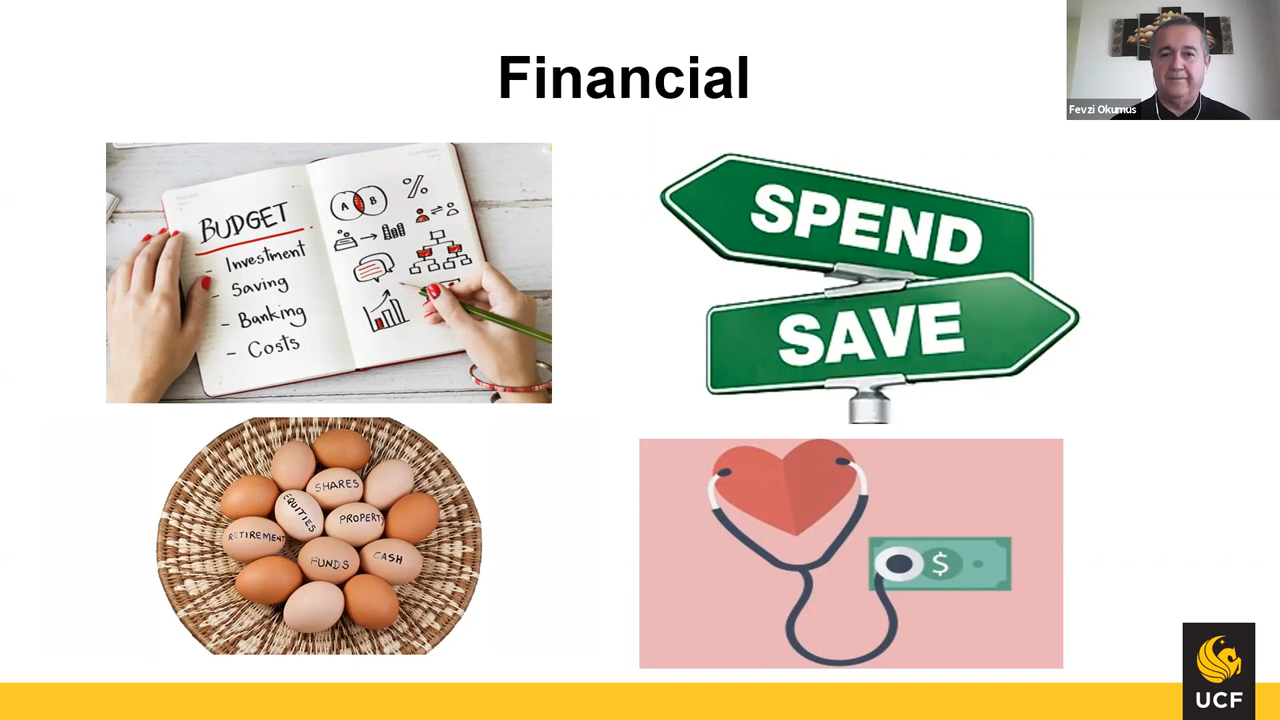 Financial
Fevzi Okumus
BUDGET
- Investment
- Saving
- Banking
- Costs
A B
%
SPEND
SAVE
SHARES
EQUITIES
PROPERTY
RETIREMENT
FUNDS
CASH
$
UCF